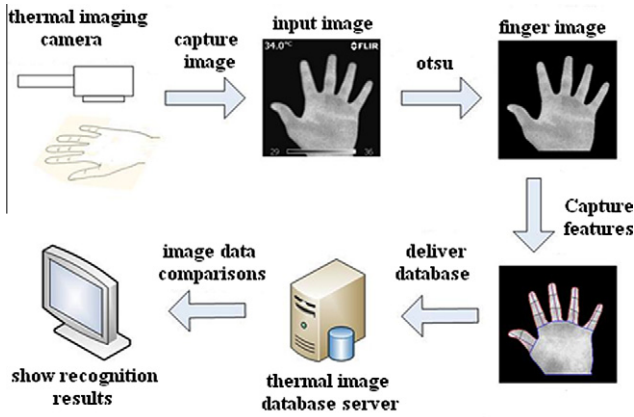 thermal imaging
camera
capture
image
input image
34.0°C
FLIR
29
36
otsu
finger image
Capture
features
deliver
database
thermal image
database server
image data
comparisons
show recognition
results